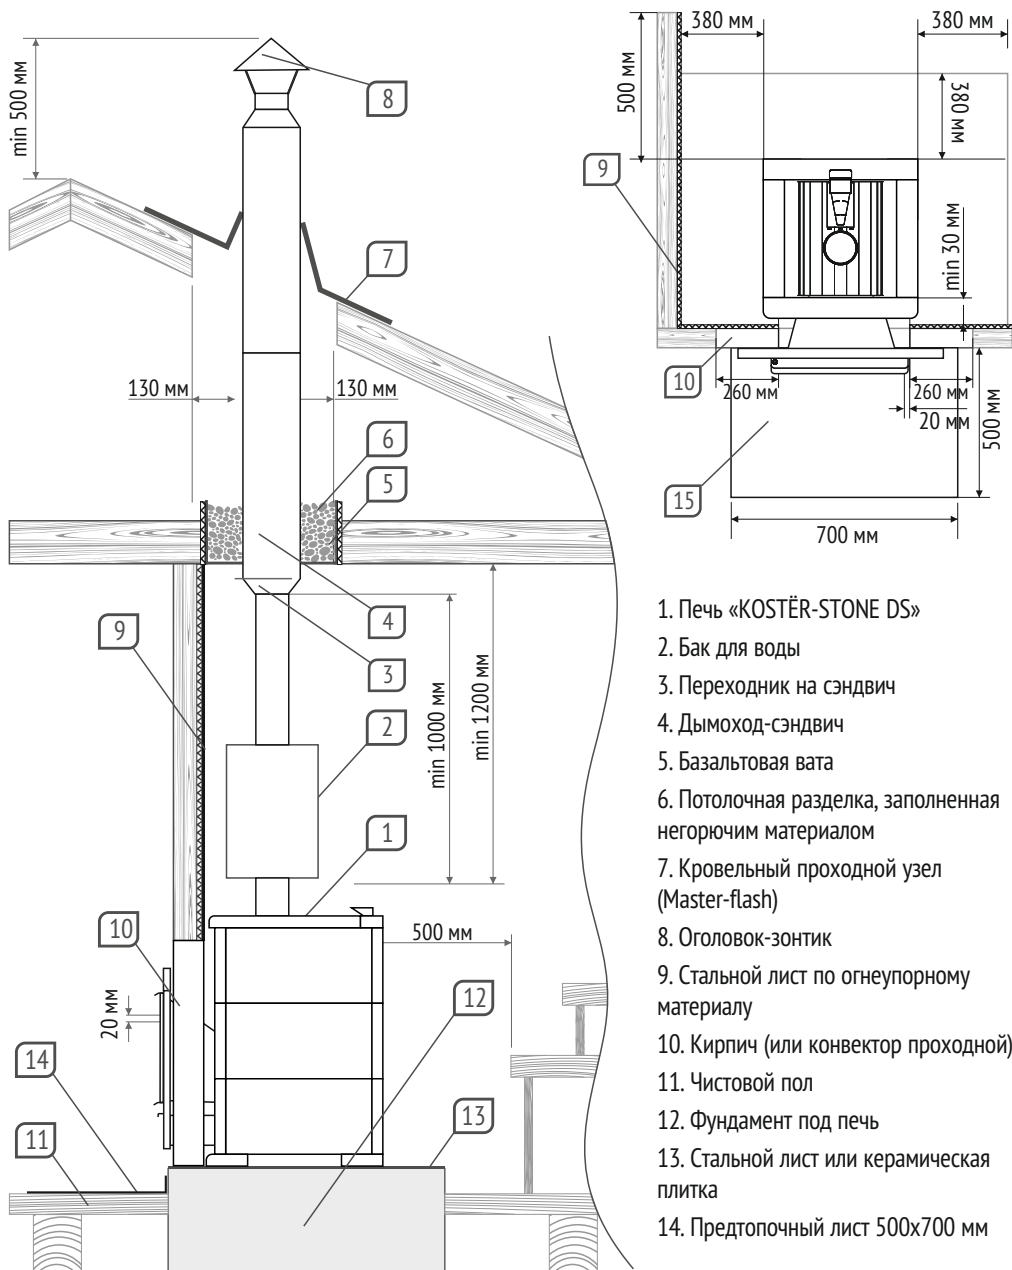 380 мм
380 мм
500 мм
380 мм
min 500 мм
8
9
min 30 мм
7
10
260 мм
260 мм
20 мм
500 мм
130 мм
130 мм
6
5
15
700 мм
4
9
3
2
min 1000 мм
min 1200 мм
1
10
500 мм
12
20 мм
14
13
11
1. Печь «KOSTËR-STONE DS»
2. Бак для воды
3. Переходник на сэндвич
4. Дымоход-сэндвич
5. Базальтовая вата
6. Потолочная разделка, заполненная
негорючим материалом
7. Кровельный проходной узел
(Master-flash)
8. Оголовок-зонтик
9. Стальной лист по огнеупорному
материалу
10. Кирпич (или конвектор проходной)
11. Чистовой пол
12. Фундамент под печь
13. Стальной лист или керамическая
плитка
14. Предтопочный лист 500х700 мм